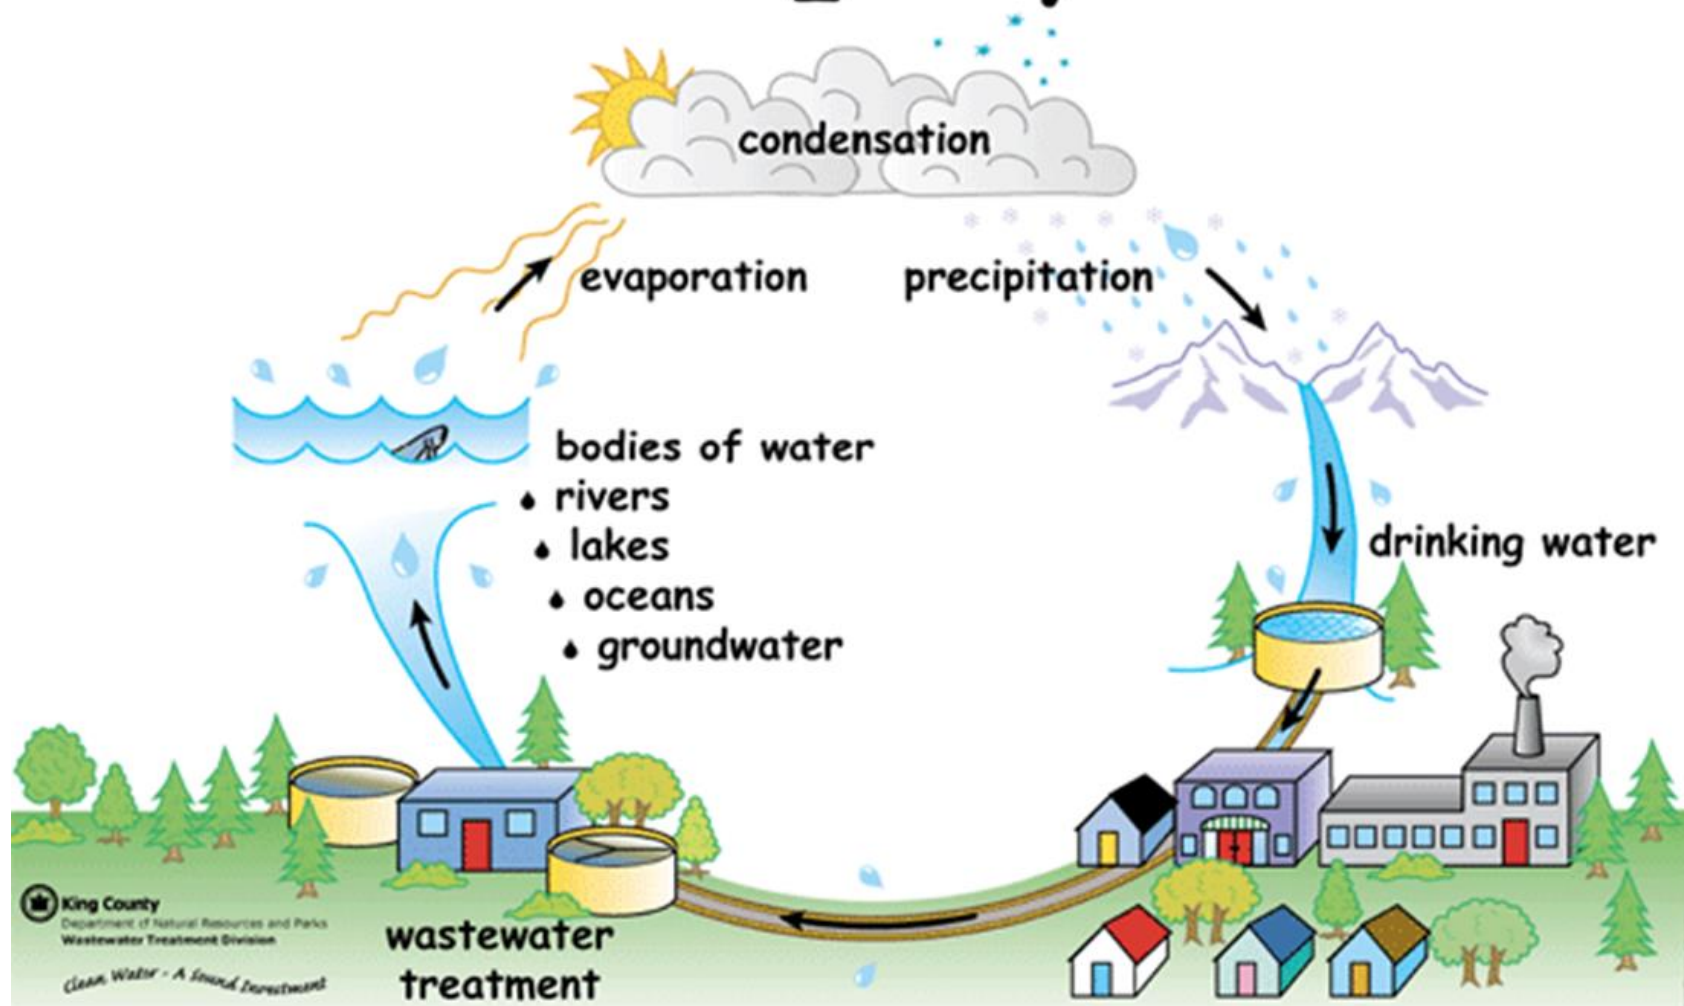 condensation
evaporation
precipitation
bodies of water
rivers
lakes
oceans
groundwater
drinking water
King County
Department of Natural Resources and Parks
Wastewater Treatment Division
Clean Water - A Sound Investment
wastewater
treatment